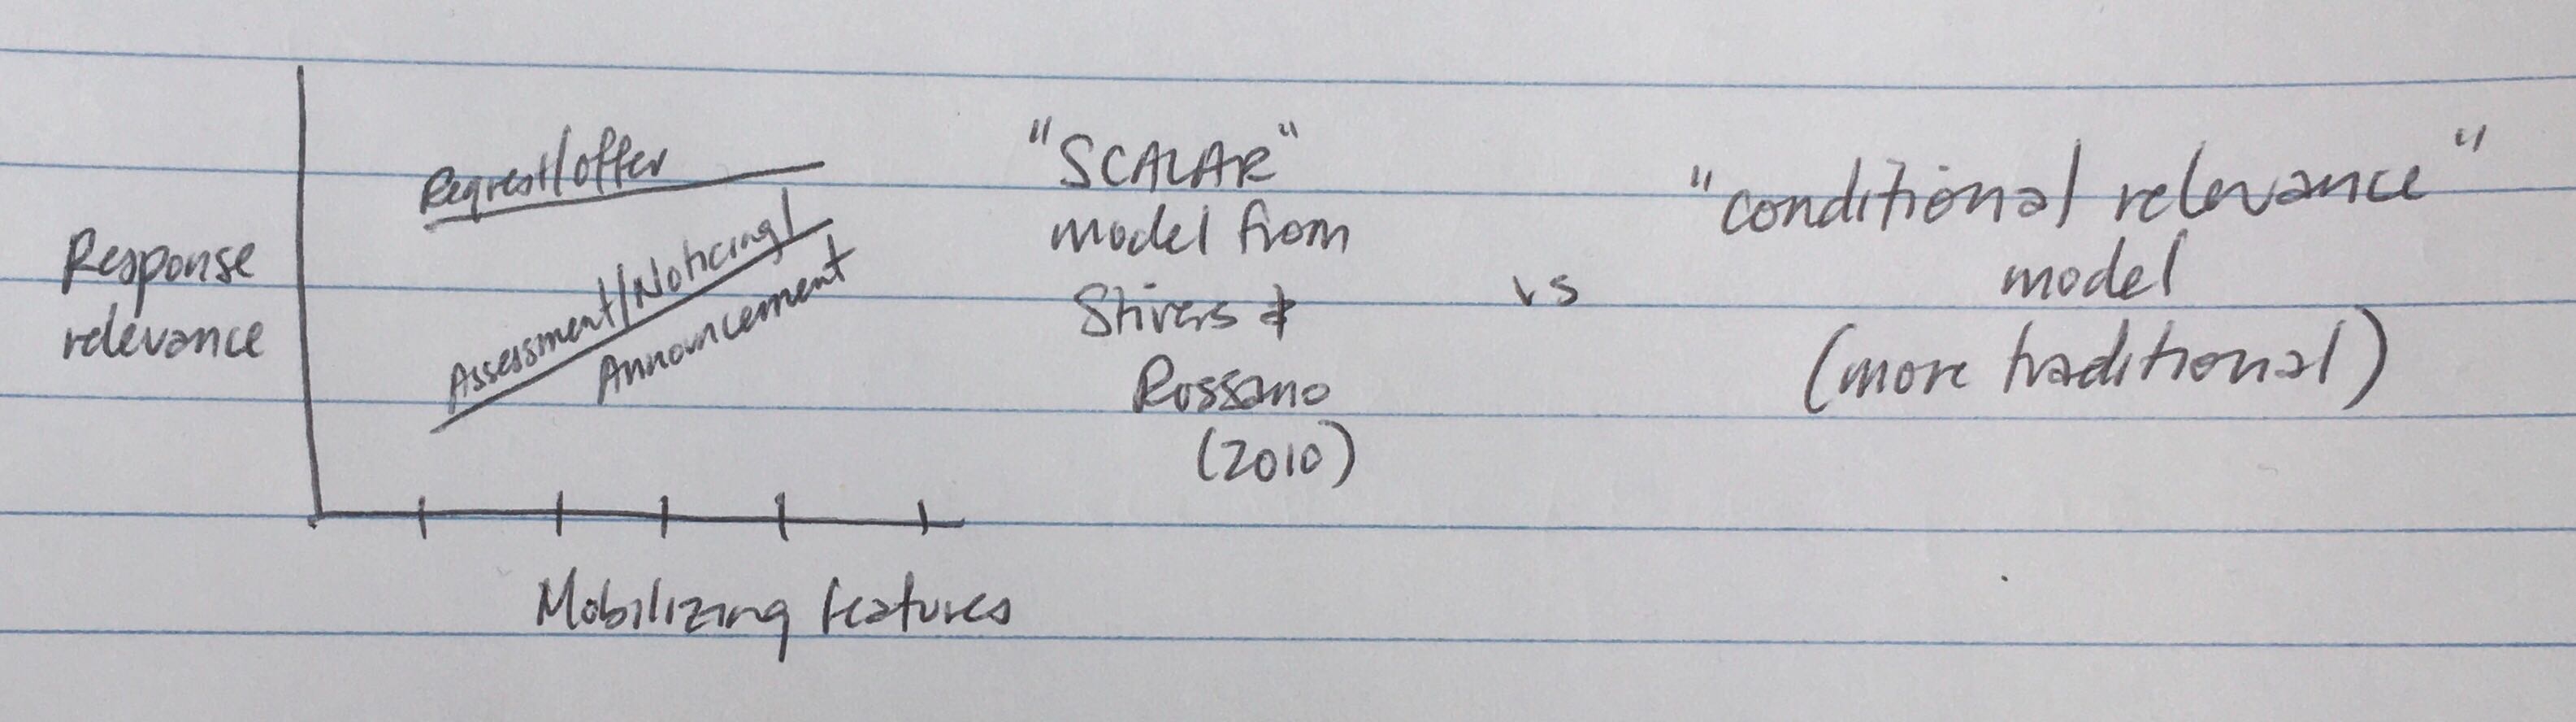 Request/offer
Assessment/Noticing/
Announcement
Response
relevance
Mobilizing features
"SCALAR"
model from
Stivers &
Rossano
(2010)
vs
"conditional relevance"
model
(more traditional)